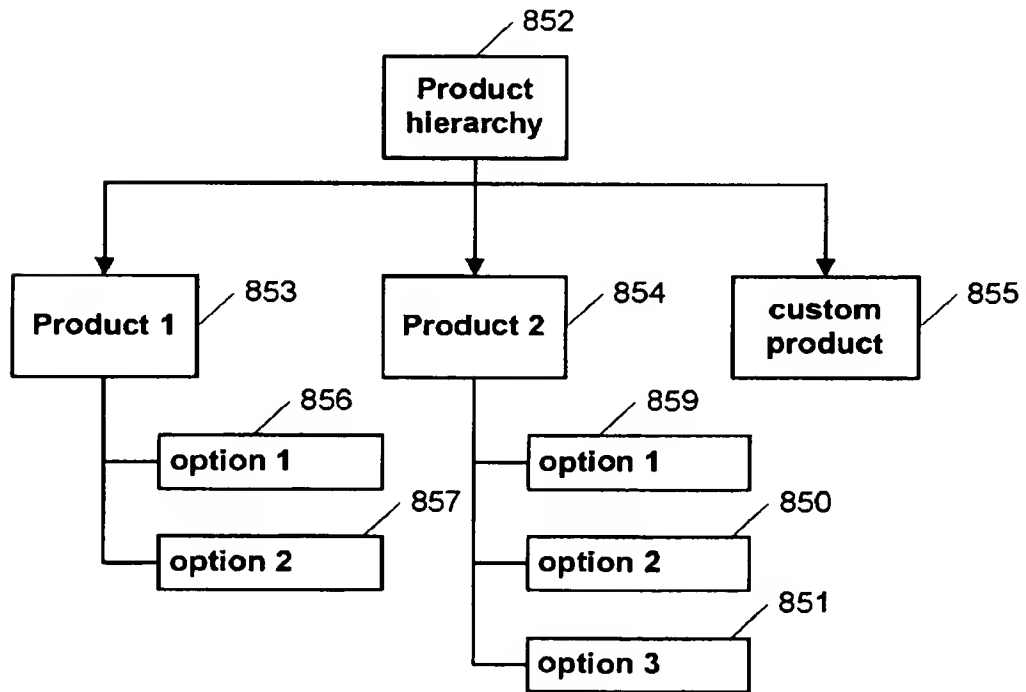 852
Product
hierarchy
853
Product 1
854
Product 2
855
custom
product
856
option 1
857
option 2
859
option 1
850
option 2
851
option 3